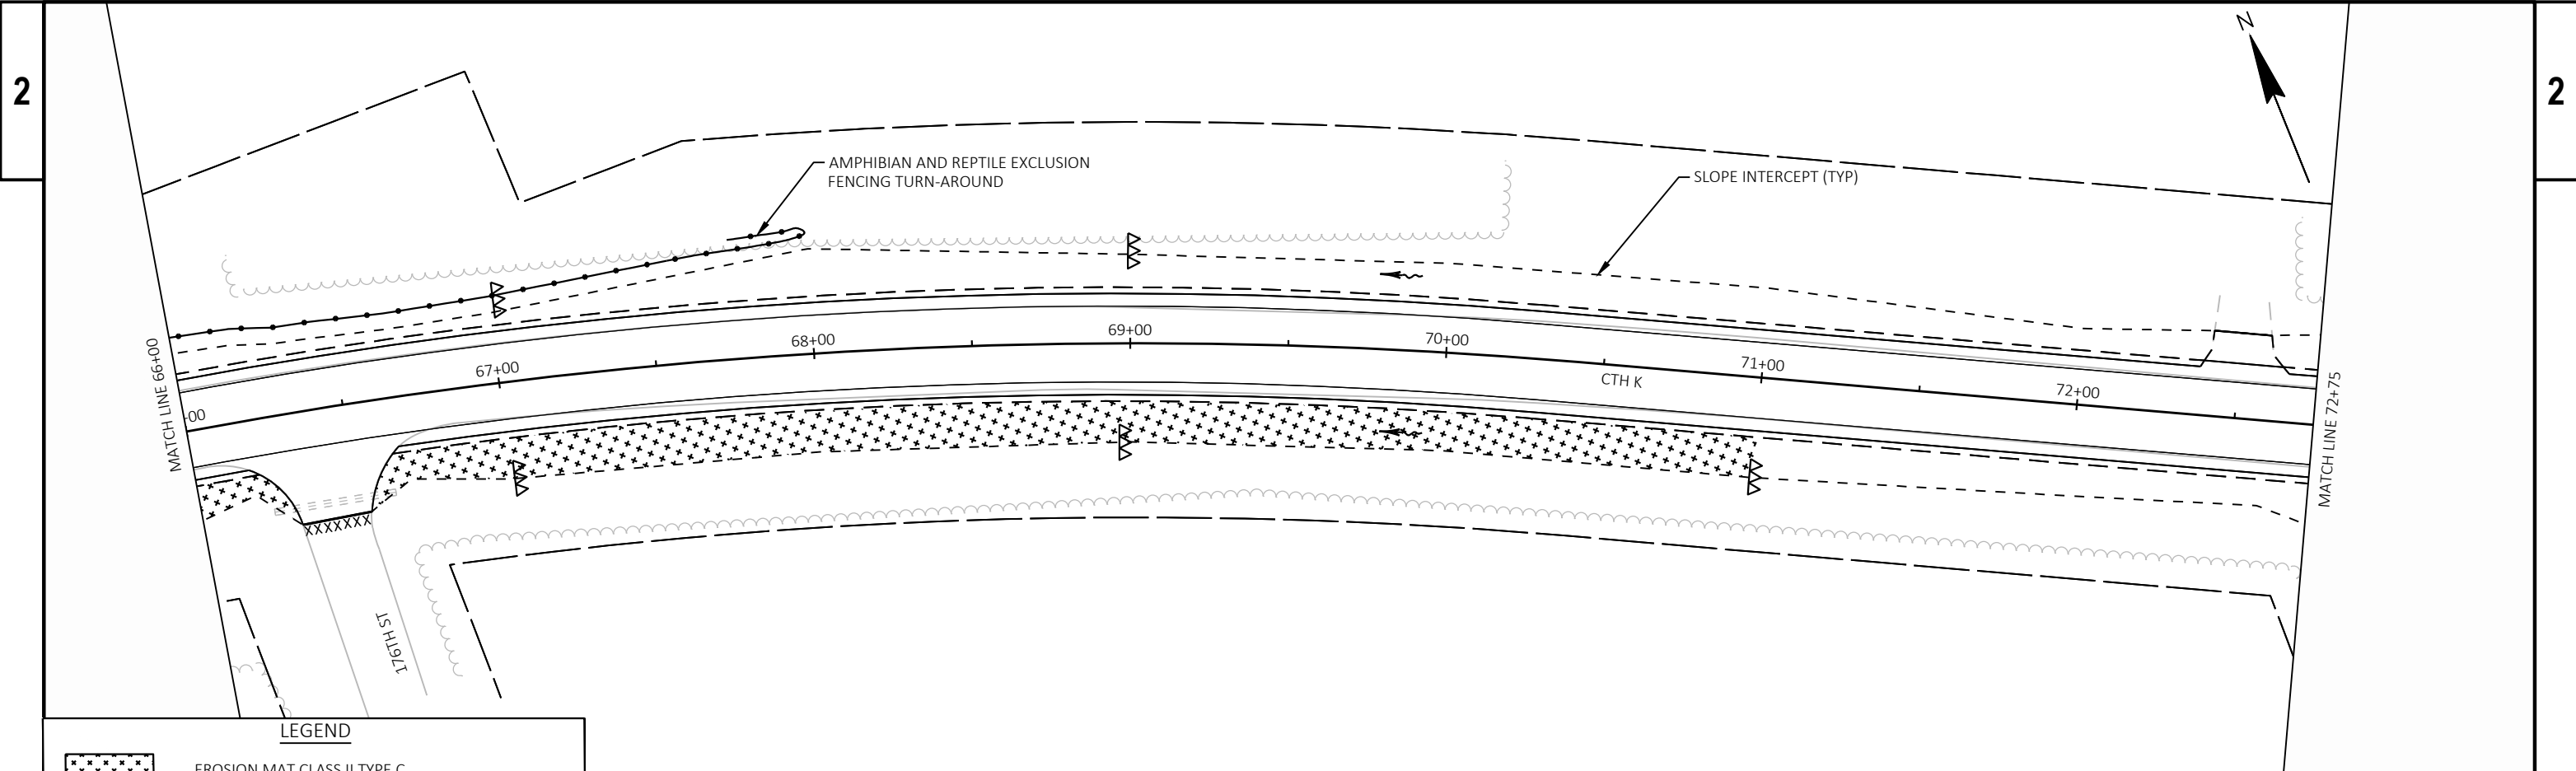 2
2
N
AMPHIBIAN AND REPTILE EXCLUSION
FENCING TURN-AROUND
SLOPE INTERCEPT (TYP)
MATCH LINE 66+00
00
67+00
68+00
69+00
70+00
71+00
72+00
CTH K
MATCH LINE 72+75
176TH ST
LEGEND
EROSION MAT CLASS II TYPE C